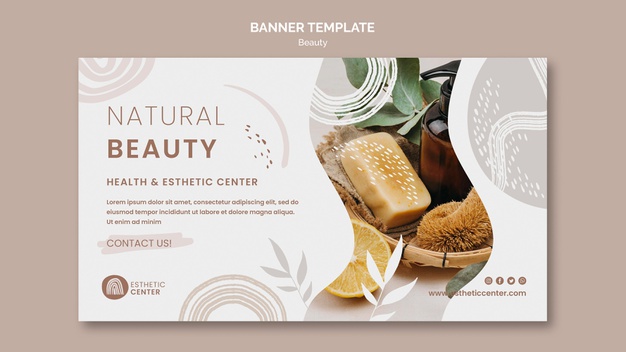 BANNER TEMPLATE
Beauty
NATURAL
BEAUTY
HEALTH & ESTHETIC CENTER
Lorem ipsum dolor sit amet, consectetur adipiscing elit, sed do
eiusmod tempor incididunt ut labore et dolore magna aliqua.
Ut enim ad minim
CONTACT US!
ESTHETIC
CENTER
www.estheticcenter.com